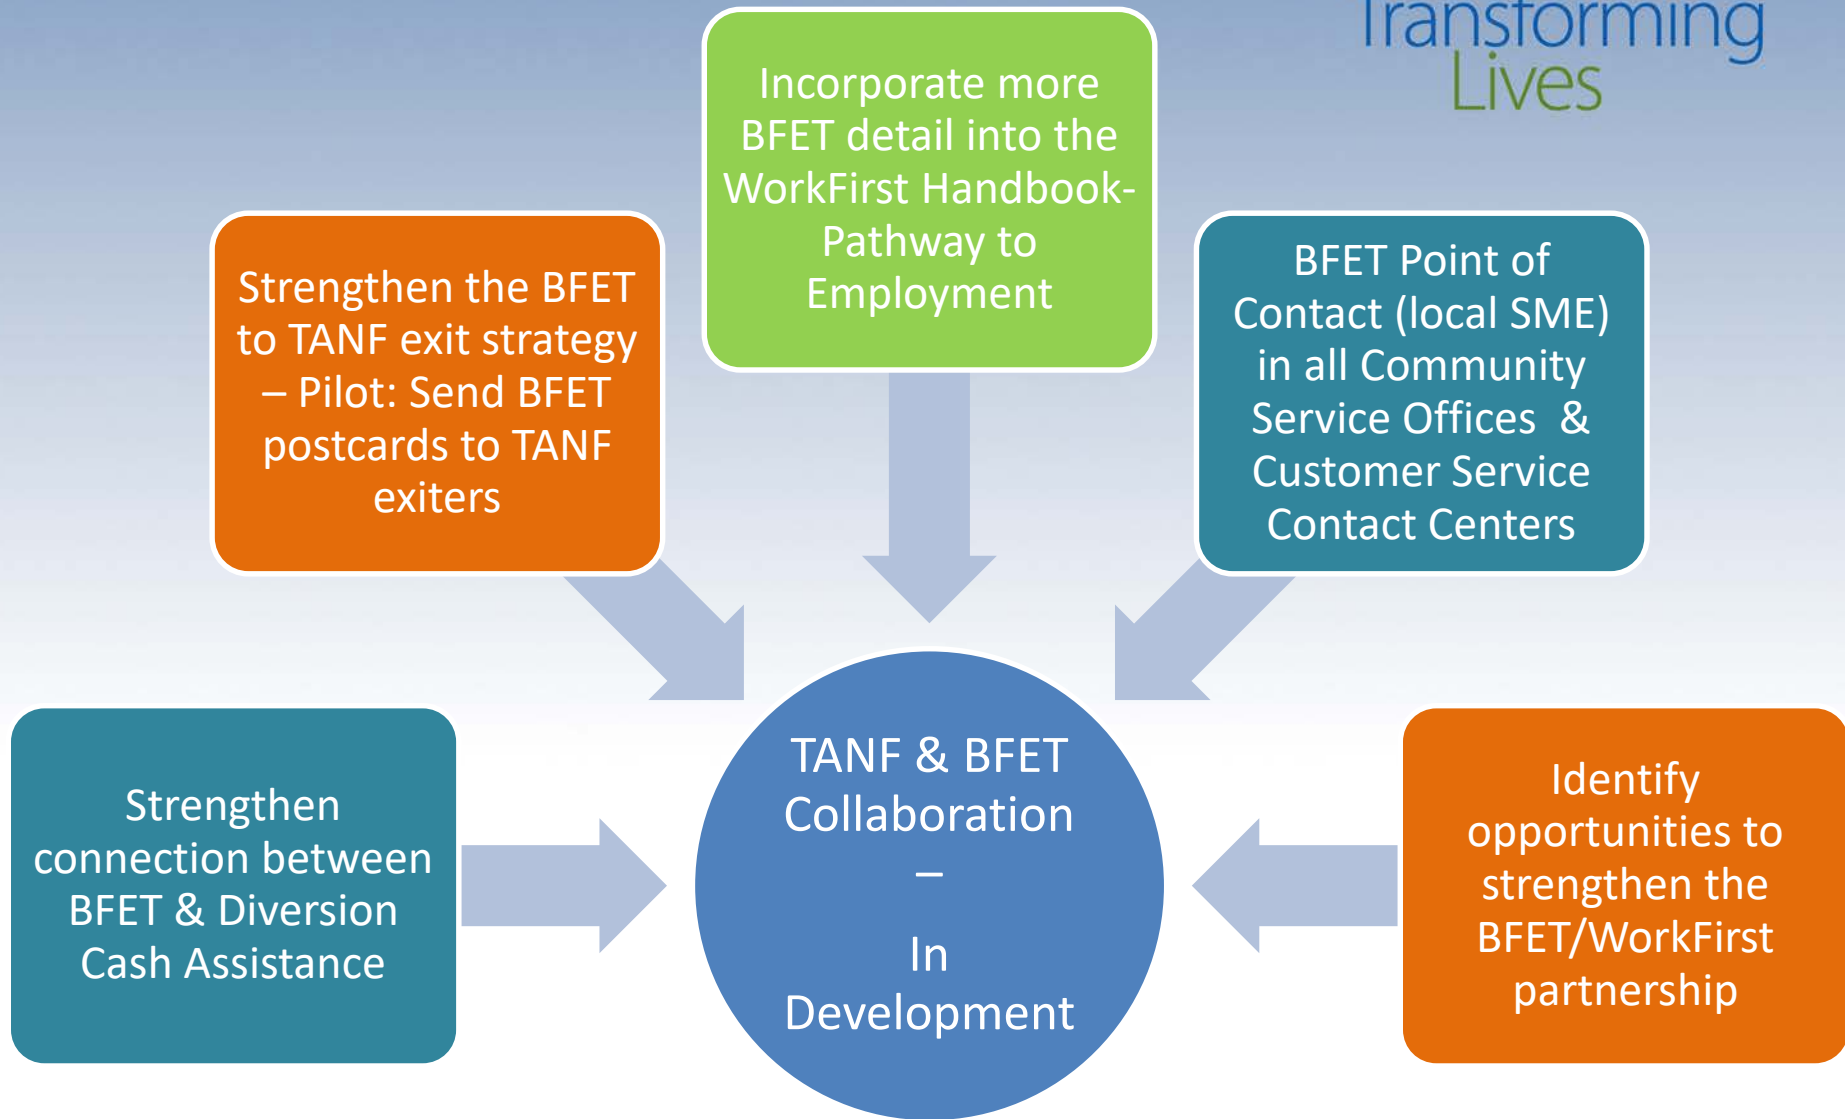 Transforming
Lives
Incorporate more
BFET detail into the
WorkFirst Handbook-
Pathway to
Employment
Strengthen the BFET
to TANF exit strategy
– Pilot: Send BFET
postcards to TANF
exiters
BFET Point of
Contact (local SME)
in all Community
Service Offices  &
Customer Service
Contact Centers
Strengthen
connection between
BFET & Diversion
Cash Assistance
TANF & BFET
Collaboration
–
In
Development
Identify
opportunities to
strengthen the
BFET/WorkFirst
partnership